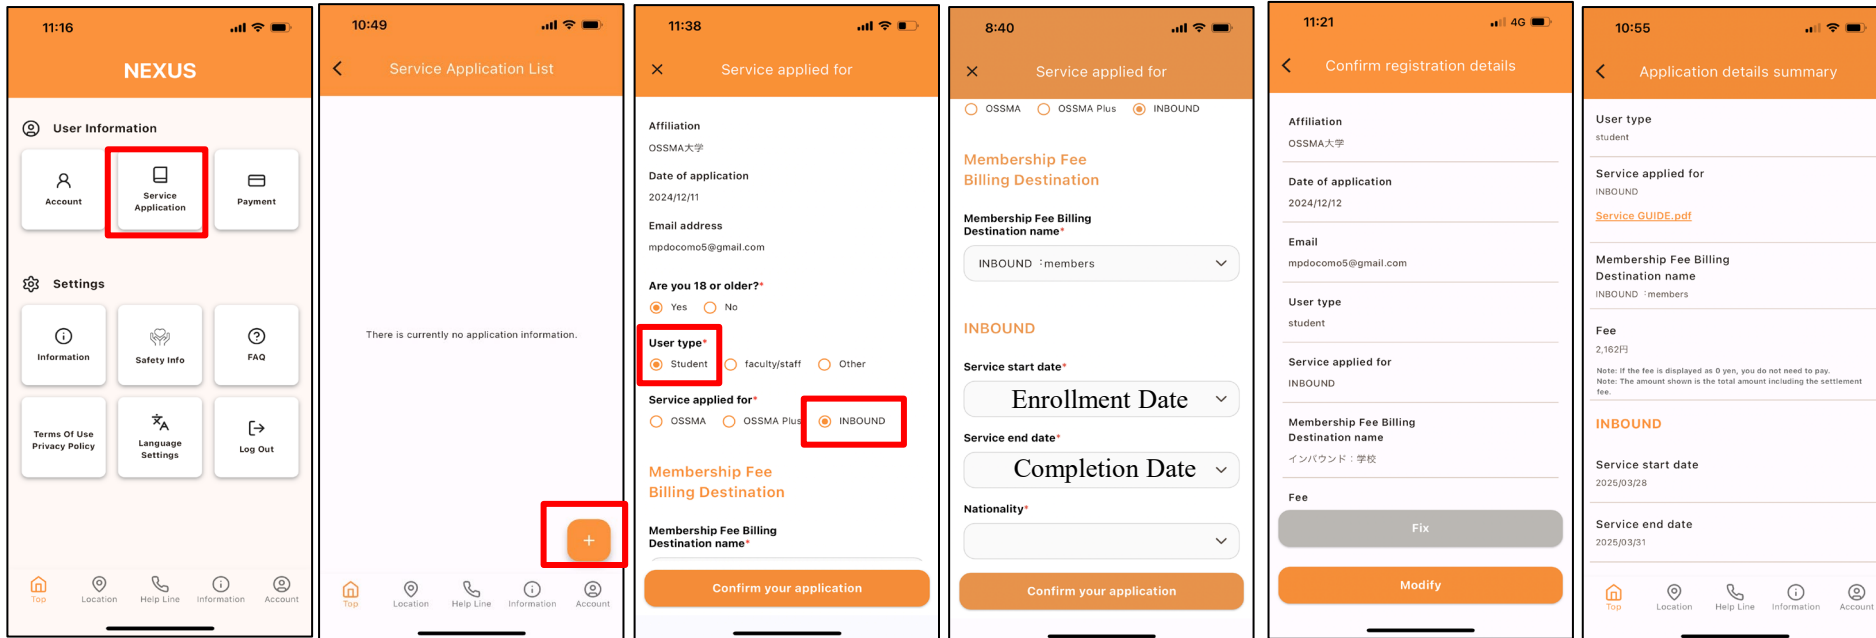 11:16
NEXUS
User Information
Account
Service
Application
Payment
Settings
Information
Safety Info
FAQ
Terms Of Use
Privacy Policy
Language
Settings
Log Out
Top
Location
Help Line
Information
Account
10:49
Service Application List
There is currently no application information.
+
Top
Location
Help Line
Information
Account
11:38
Service applied for
Affiliation
OSSMA大学
Date of application
2024/12/11
Email address
mpdocomo5@gmail.com
Are you 18 or older?*
Yes No
User type*
Student faculty/staff Other
Service applied for*
OSSMA OSSMA Plus INBOUND
Membership Fee
Billing Destination
Membership Fee Billing
Destination name*
Confirm your application
8:40
Service applied for
OSSMA OSSMA Plus INBOUND
Membership Fee
Billing Destination
Membership Fee Billing
Destination name*
INBOUND：members
INBOUND
Service start date*
Enrollment Date
Service end date*
Completion Date
Nationality*
Confirm your application
11:21
4G
Confirm registration details
Affiliation
OSSMA大学
Date of application
2024/12/12
Email
mpdocomo5@gmail.com
User type
student
Service applied for
INBOUND
Membership Fee Billing
Destination name
インバウンド：学校
Fee
Fix
Modify
10:55
Application details summary
User type
student
Service applied for
INBOUND
Service GUIDE.pdf
Membership Fee Billing
Destination name
INBOUND：members
Fee
2,162円
Note: If the fee is displayed as 0 yen, you do not need to pay.
Note: The amount shown is the total amount including the settlement
fee.
INBOUND
Service start date
2025/03/28
Service end date
2025/03/31
Top
Location
Help Line
Information
Account